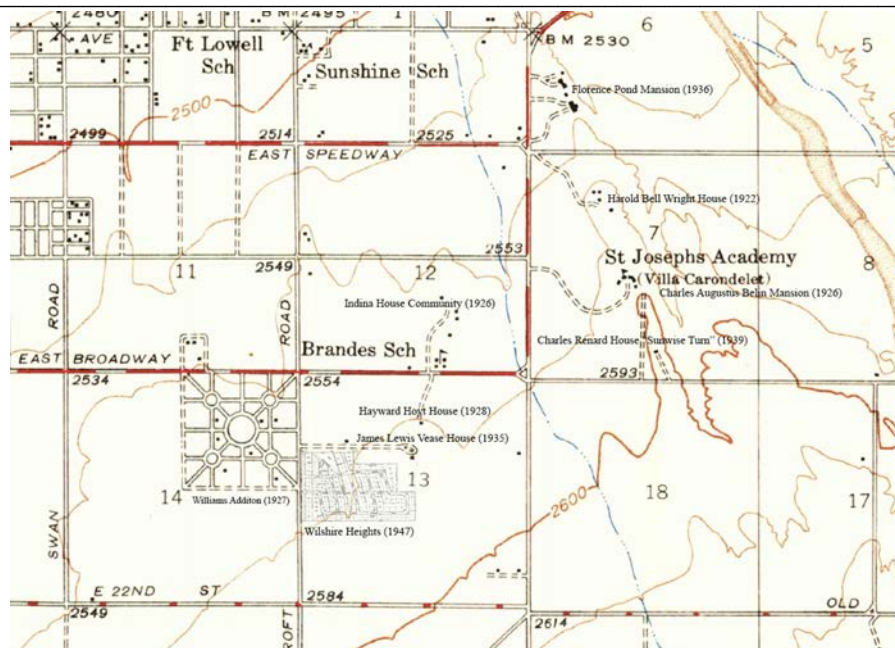 2480
BM 2495
1
6
5
AVE
Ft Lowell
Sch
Sunshine Sch
BM 2530
Florence Pond Mansion (1936)
2500
2499
2514
2525
EAST SPEEDWAY
Harold Bell Wright House (1922)
7
2553
11
2549
12
St Josephs Academy
(Villa Carondelet)
8
Charles Augustus Belin Mansion (1926)
Indina House Community (1926)
ROAD
ROAD
Brandes Sch
Charles Renard House "Sunwise Turn" (1939)
EAST BROADWAY
2534
2554
2593
Hayward Hoyt House (1928)
James Lewis Vease House (1935)
14
Williams Additon (1927)
13
18
17
2600
Wilshire Heights (1947)
SWAN
E 22ND ST
2584
OLD
2549
ROFT
2614